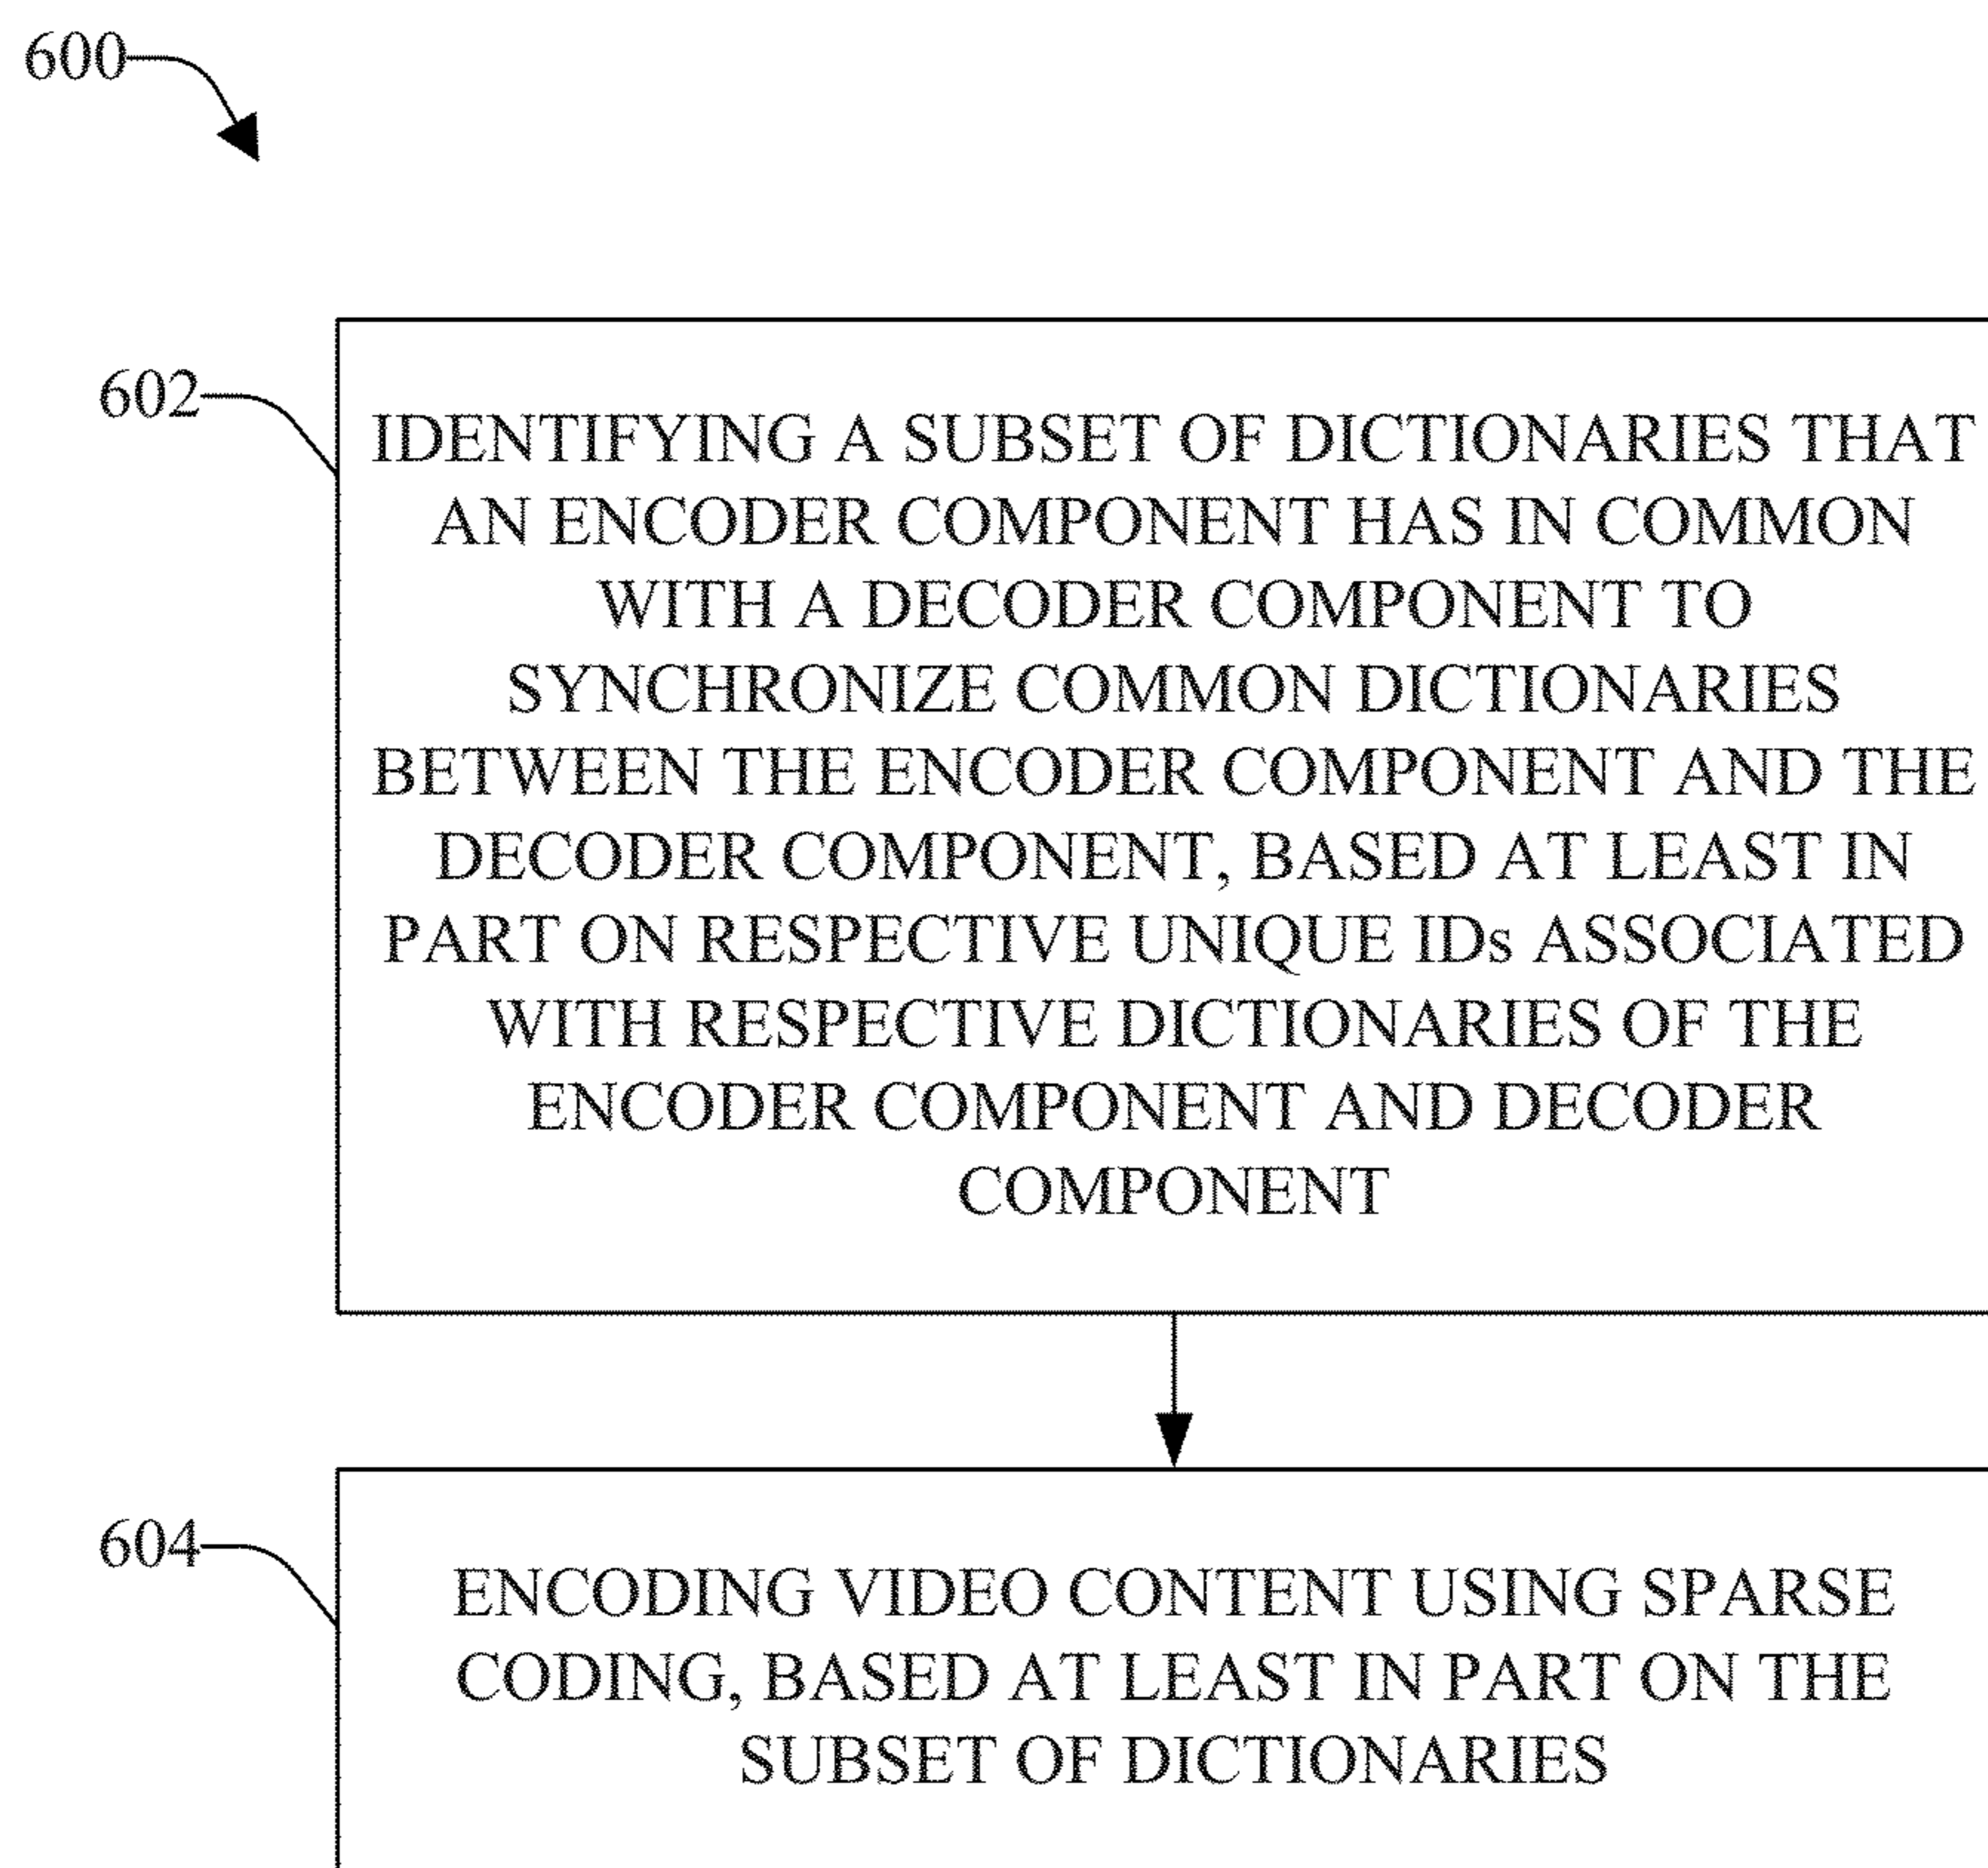 600
602
IDENTIFYING A SUBSET OF DICTIONARIES THAT
AN ENCODER COMPONENT HAS IN COMMON
WITH A DECODER COMPONENT TO
SYNCHRONIZE COMMON DICTIONARIES
BETWEEN THE ENCODER COMPONENT AND THE
DECODER COMPONENT, BASED AT LEAST IN
PART ON RESPECTIVE UNIQUE IDs ASSOCIATED
WITH RESPECTIVE DICTIONARIES OF THE
ENCODER COMPONENT AND DECODER
COMPONENT
604
ENCODING VIDEO CONTENT USING SPARSE
CODING, BASED AT LEAST IN PART ON THE
SUBSET OF DICTIONARIES